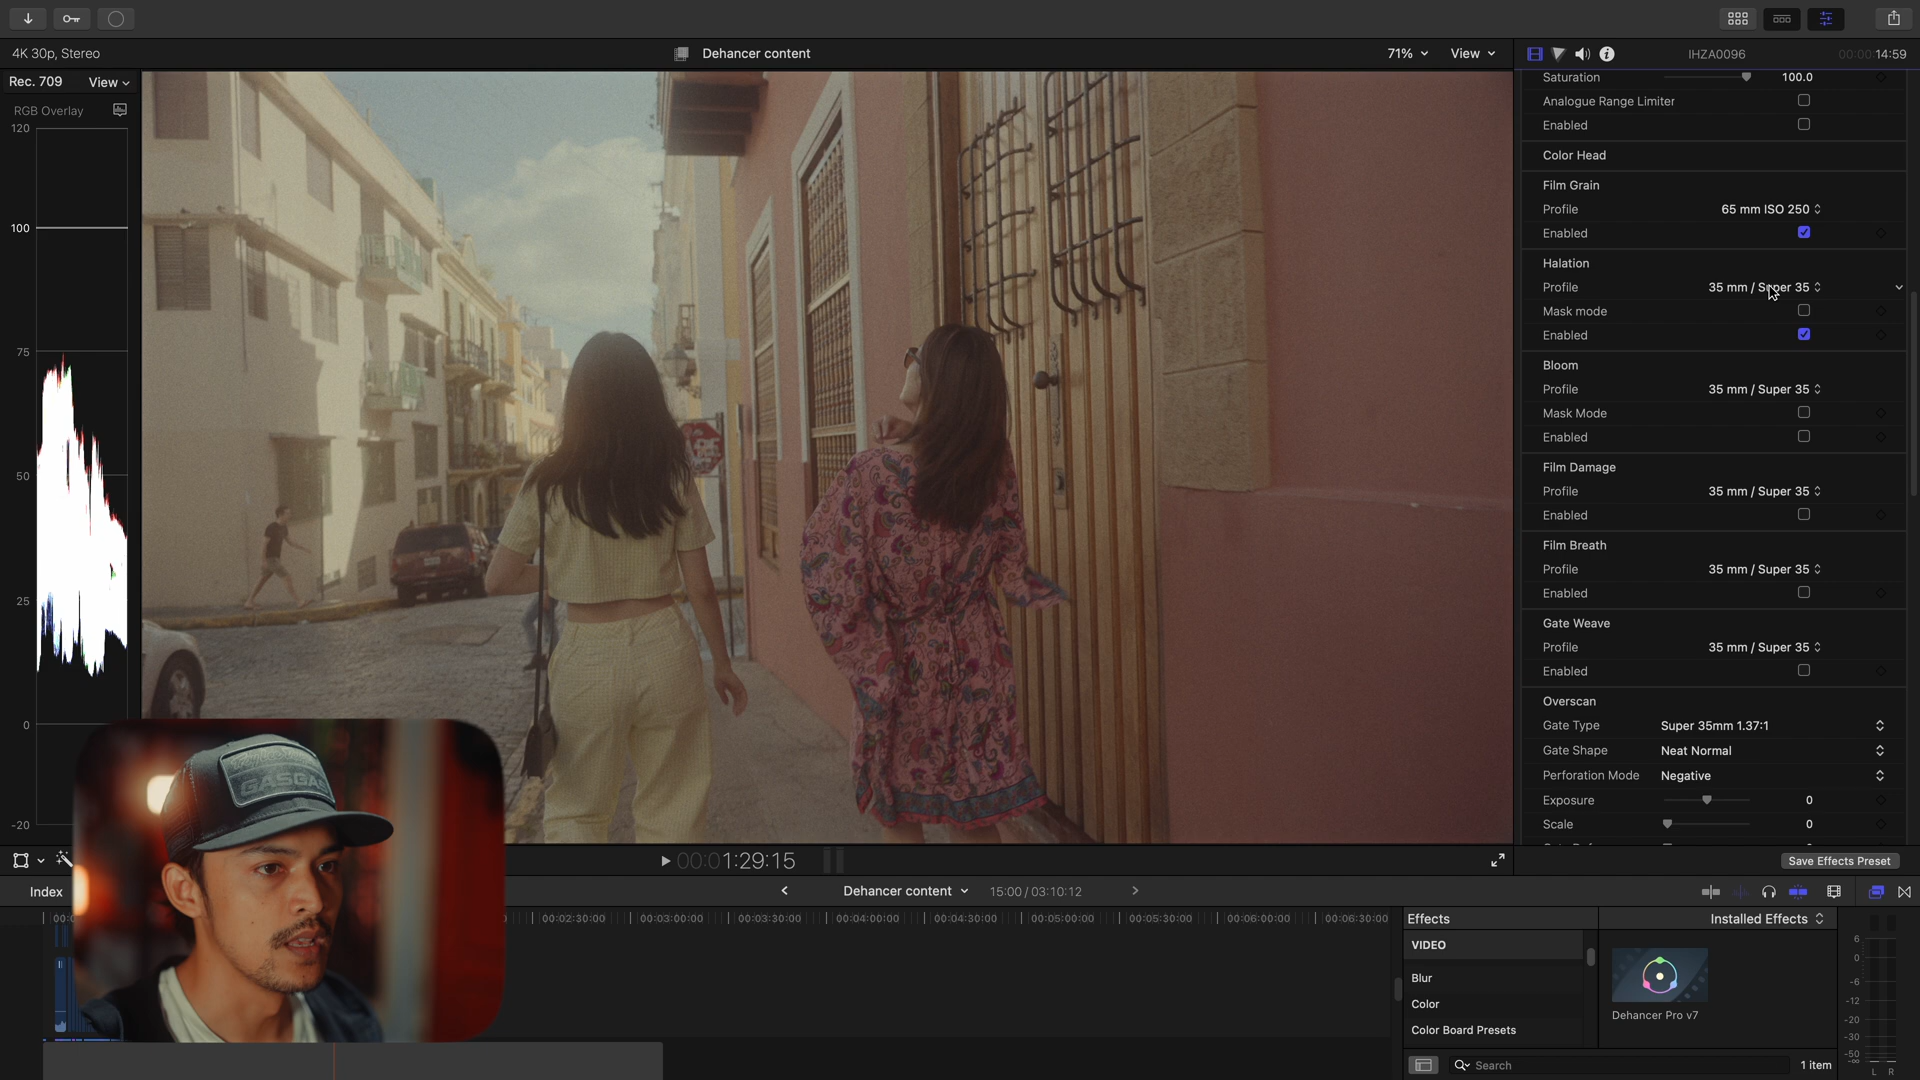 4K 30p, Stereo
Dehancer content
71%
View
IHZA0096
00:00:14:59
Rec. 709
View
RGB Overlay
120
100
75
50
25
0
-20
Saturation
100.0
Analogue Range Limiter
Enabled
Color Head
Film Grain
Profile
65 mm ISO 250
Enabled
Halation
Profile
35 mm / Super 35
Mask mode
Enabled
Bloom
Profile
35 mm / Super 35
Mask Mode
Enabled
Film Damage
Profile
35 mm / Super 35
Enabled
Film Breath
Profile
35 mm / Super 35
Enabled
Gate Weave
Profile
35 mm / Super 35
Enabled
Overscan
Gate Type
Super 35mm 1.37:1
Gate Shape
Neat Normal
Perforation Mode
Negative
Exposure
0
Scale
0
GASGAS
00:01:29:15
Save Effects Preset
Index
Dehancer content
15:00 / 03:10:12
00:02:30:00
00:03:00:00
00:03:30:00
00:04:00:00
00:04:30:00
00:05:00:00
00:05:30:00
00:06:00:00
00:06:30:00
Effects
Installed Effects
VIDEO
Blur
Color
Color Board Presets
Dehancer Pro v7
Search
1 item
6
0
-6
-12
-20
-30
-50
-∞
L R